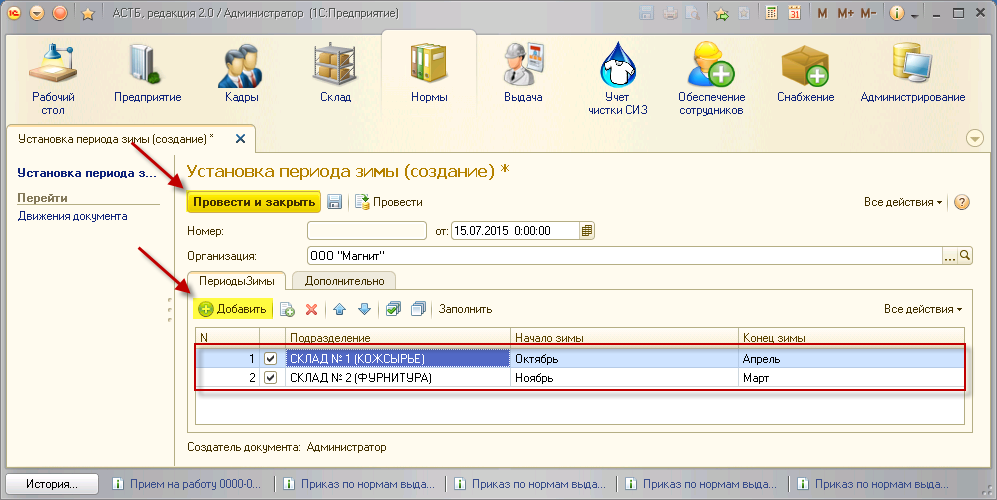 АСТБ, редакция 2.0 / Администратор (1С:Предприятие)
M M+ M-
Рабочий стол
Предприятие
Кадры
Склад
Нормы
Выдача
Учет чистки СИЗ
Обеспечение сотрудников
Снабжение
Администрирование
Установка периода зимы (создание) *
Установка периода з...
Перейти
Движения документа
Установка периода зимы (создание) *
Провести и закрыть Провести Все действия
Номер: от: 15.07.2015 0:00:00
Организация: ООО "Магнит"
ПериодыЗимы Дополнительно
Добавить Заполнить Все действия
N Подразделение Начало зимы Конец зимы
1 СКЛАД № 1 (КОЖСЫРЬЕ) Октябрь Апрель
2 СКЛАД № 2 (ФУРНИТУРА) Ноябрь Март
Создатель документа: Администратор
История... Прием на работу 0000-0... Приказ по нормам выда... Приказ по нормам выда... Приказ по нормам выда... Приказ по нормам выда...